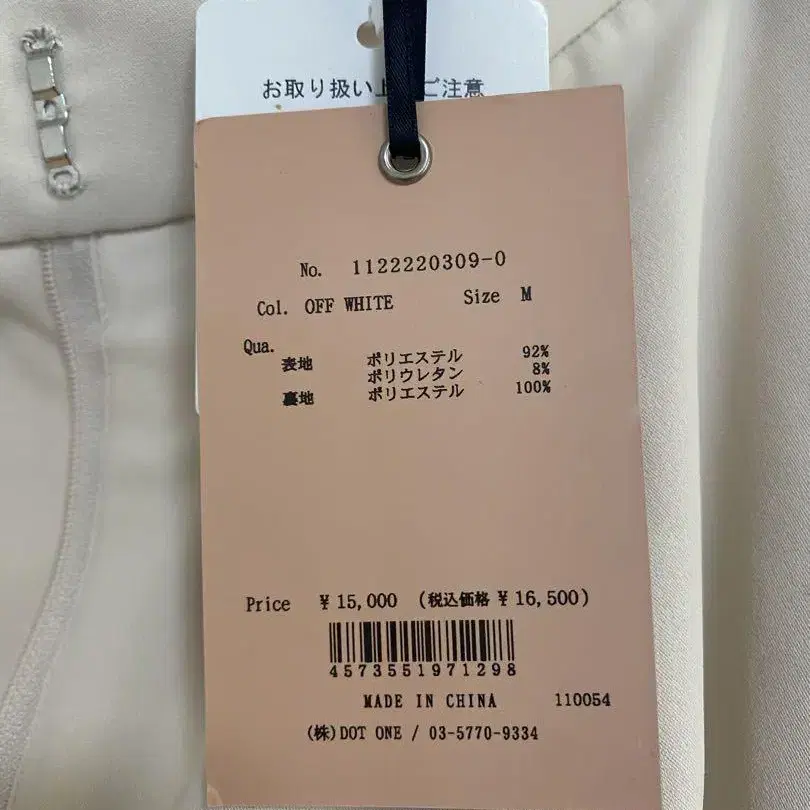 お取り扱い上 ご注意
No. 1122220309-0
Col. OFF WHITE Size M
Qua.
表地 ポリエステル 92%
ポリウレタン 8%
裏地 ポリエステル 100%
Price ¥15,000 (税込価格¥16,500)
4573551971298
MADE IN CHINA 110054
(株)DOT ONE / 03-5770-9334